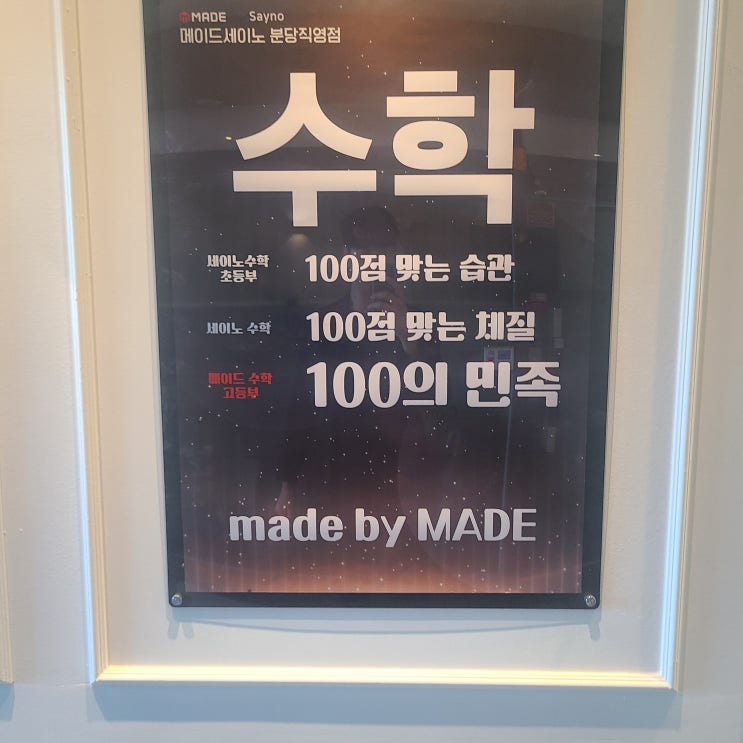 MADE Sayno
메이드세이노 분당직영점
수학
세이노수학
초등부
100점 맞는 습관
세이노 수학
100점 맞는 체질
메이드 수학
고등부
100의 민족
made by MADE